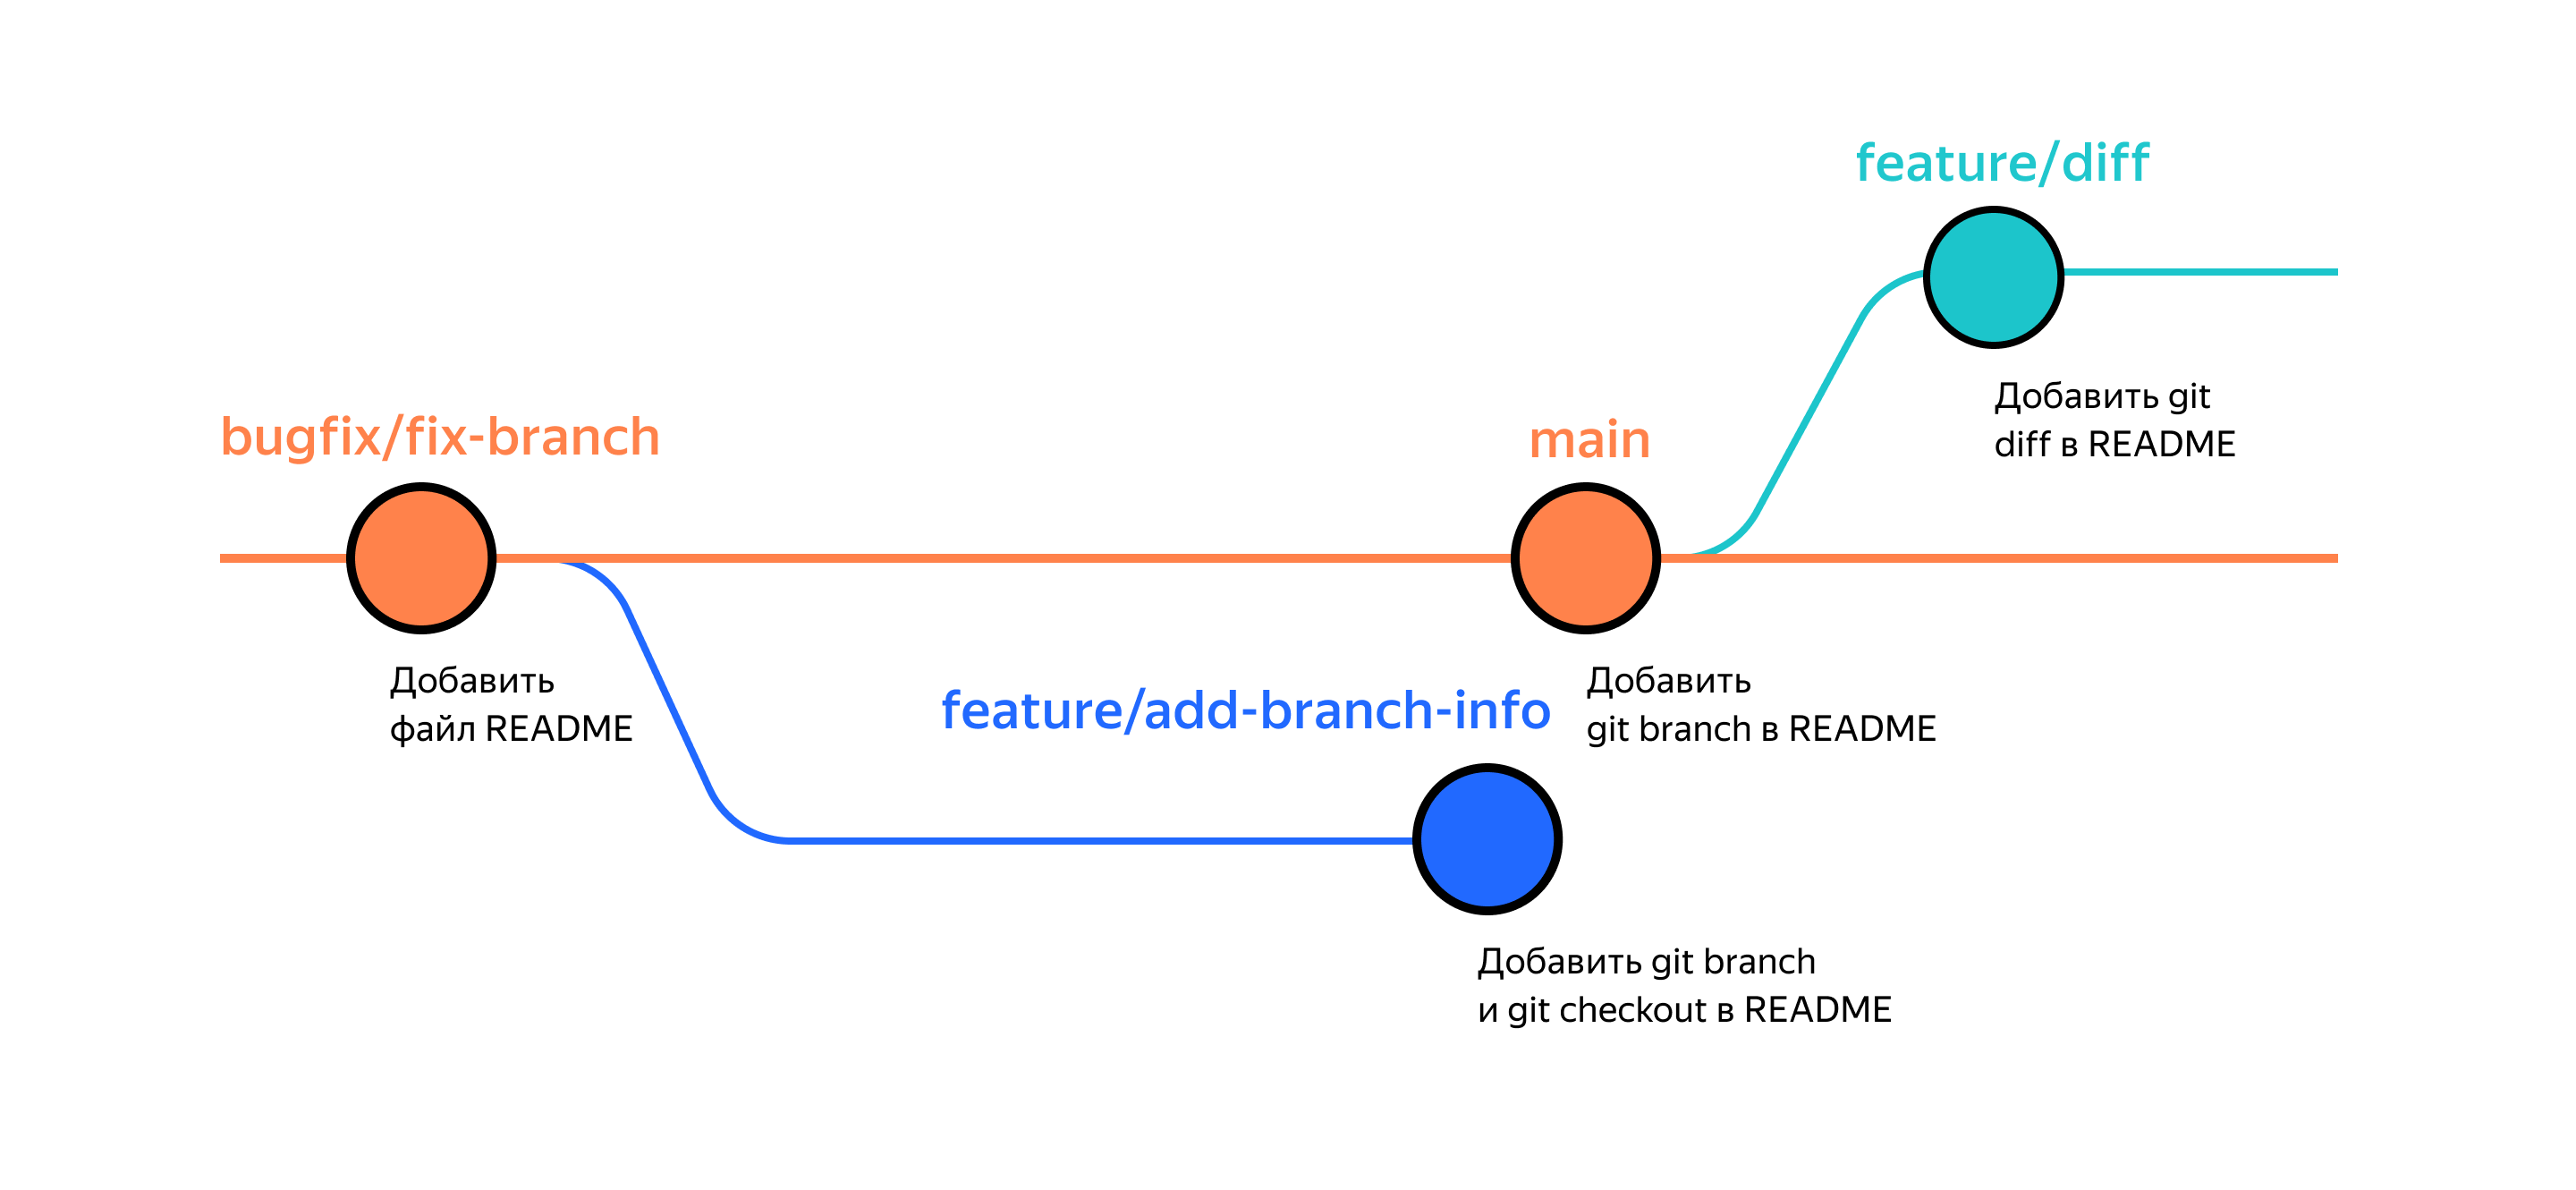 feature/diff
Добавить git
diff в README
bugfix/fix-branch
main
Добавить
файл README
Добавить
git branch в README
feature/add-branch-info
Добавить git branch
и git checkout в README